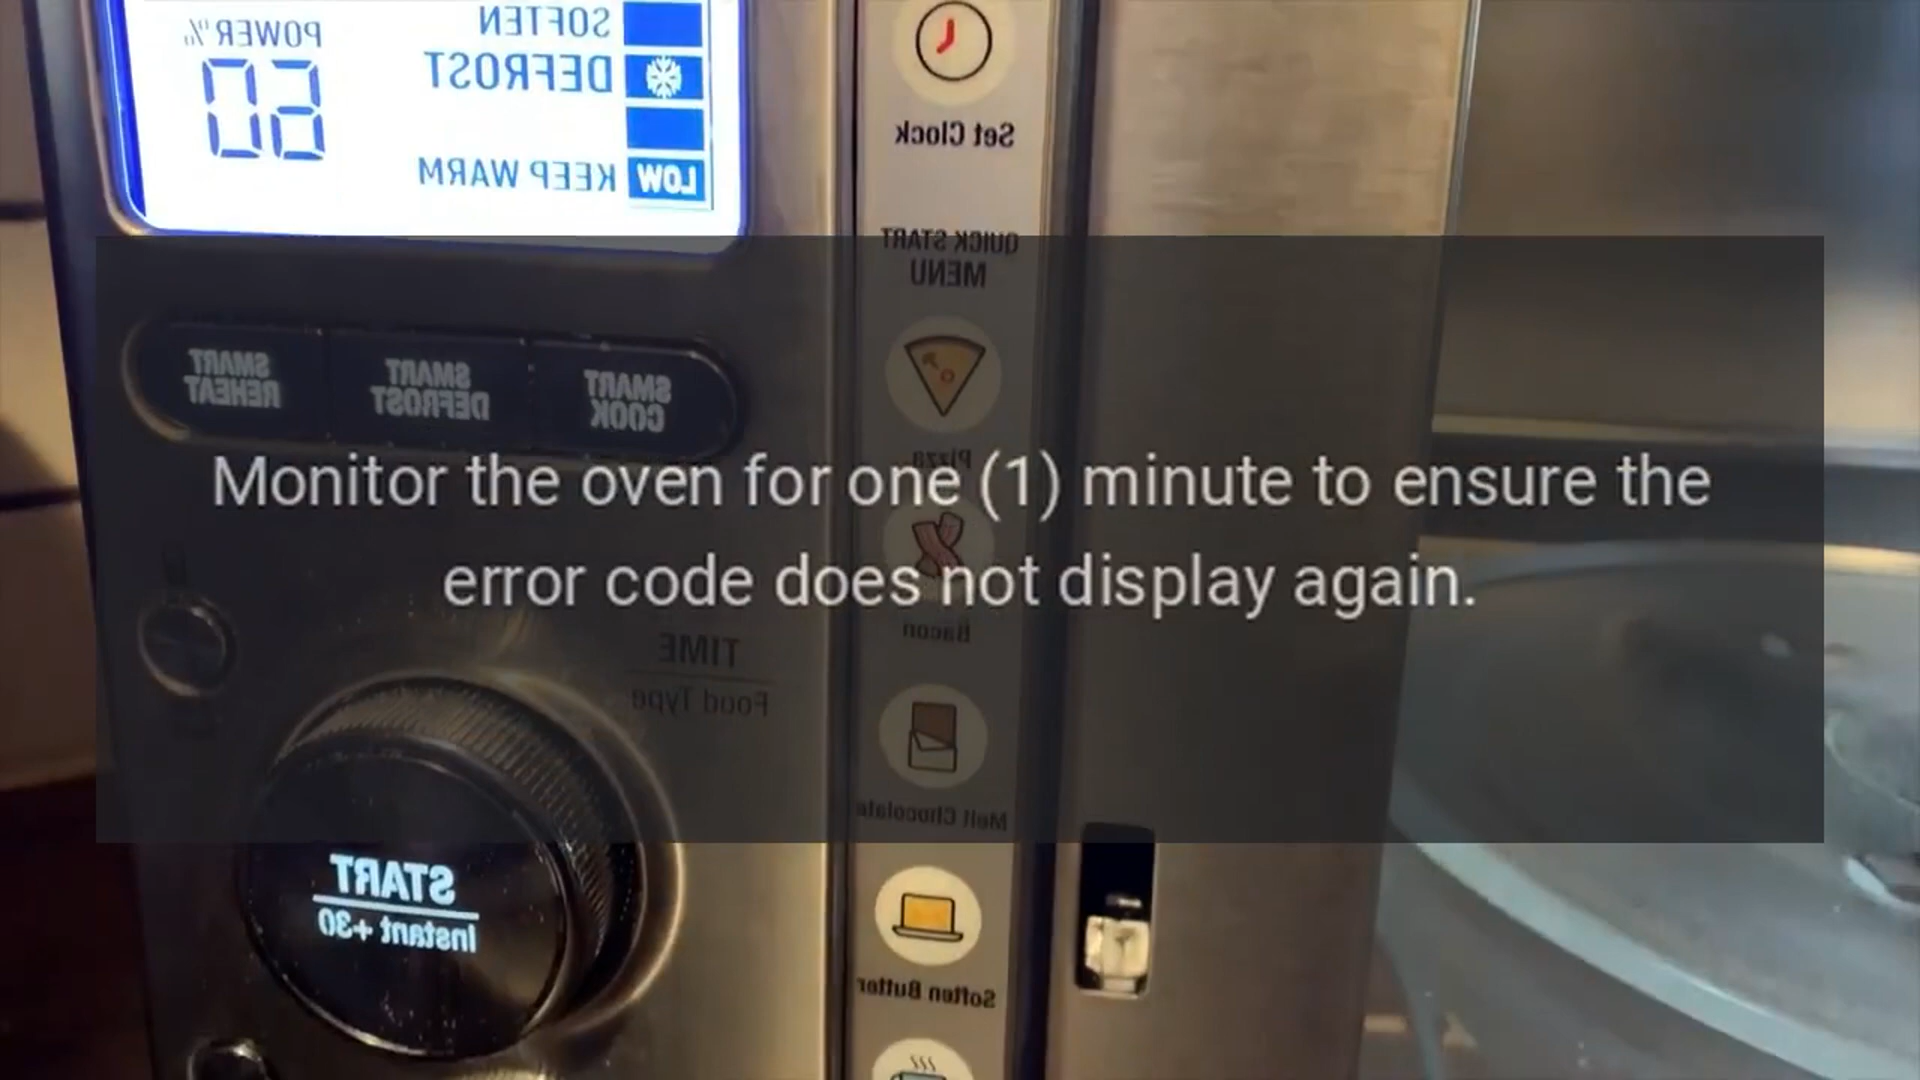 SOFTEN
POWER %
DEFROST
50
KEEP WARM
LOW
Set Clock
QUICK START
MENU
SMART
REHEAT
SMART
DEFROST
SMART
COOK
Pizza
Monitor the oven for one (1) minute to ensure the
error code does not display again.
Bacon
TIME
Food Type
Melt Chocolate
START
Instant +30
Soften Butter